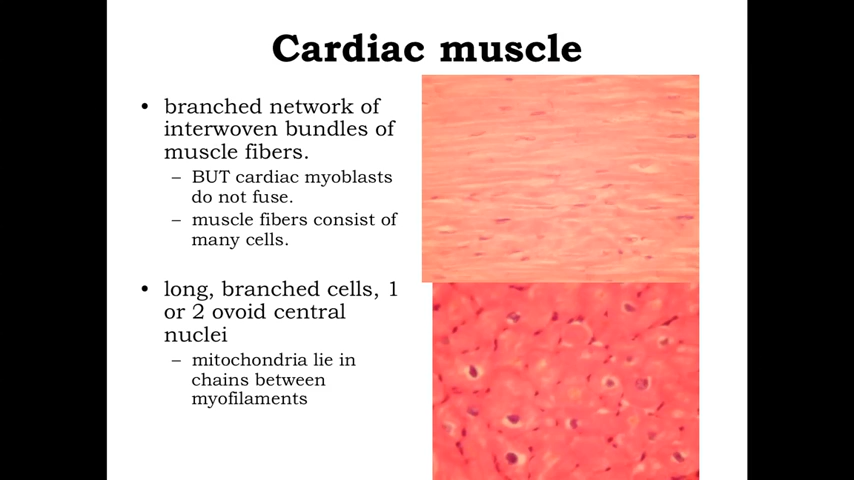 Cardiac muscle
• branched network of
interwoven bundles of
muscle fibers.
– BUT cardiac myoblasts
do not fuse.
– muscle fibers consist of
many cells.
• long, branched cells, 1
or 2 ovoid central
nuclei
– mitochondria lie in
chains between
myofilaments